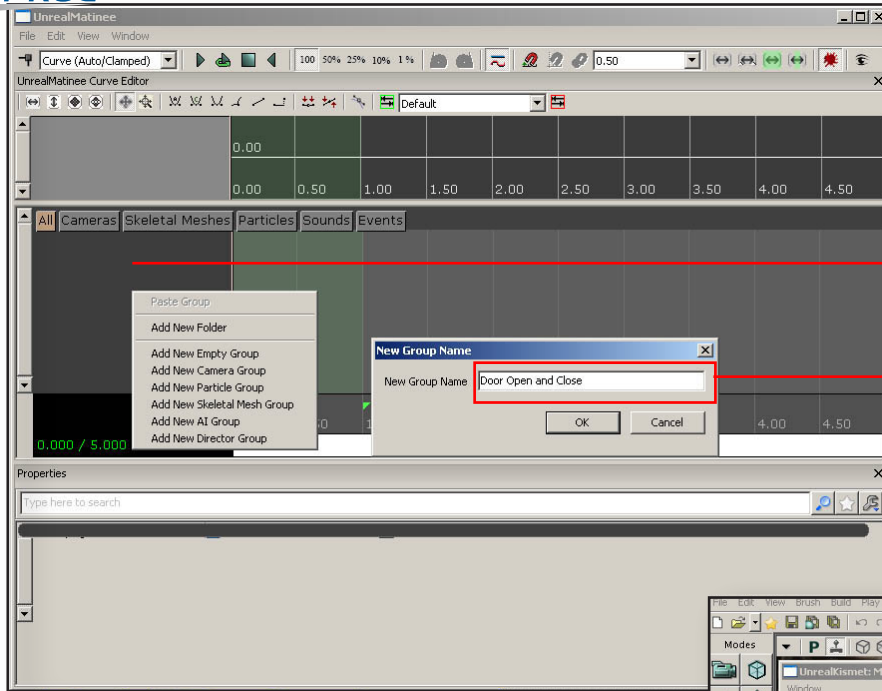 UnrealMatinee
File Edit View Window
Curve (Auto/Clamped) 100 50% 25% 10% 1% 0.50
UnrealMatinee Curve Editor
Default
0.00
0.00 0.50 1.00 1.50 2.00 2.50 3.00 3.50 4.00 4.50
All Cameras Skeletal Meshes Particles Sounds Events
Paste Group
Add New Folder
Add New Empty Group
Add New Camera Group
Add New Particle Group
Add New Skeletal Mesh Group
Add New AI Group
Add New Director Group
New Group Name
New Group Name Door Open and Close
OK Cancel
4.00 4.50
0.000 / 5.000
Properties
Type here to search
File Edit View Brush Build Play
Modes P
UnrealKismet: M
Window